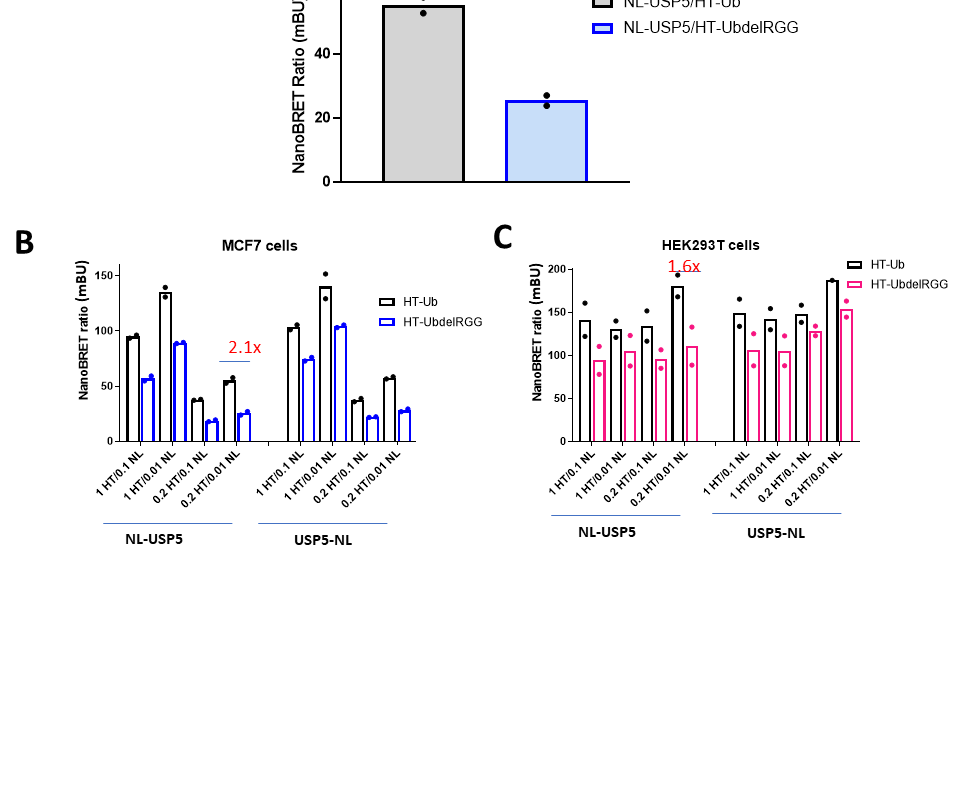 NL-USP5/HT-Ub
NL-USP5/HT-UbdelRGG
NanoBRET Ratio (mBU)
40
20
0
B
MCF7 cells
NanoBRET ratio (mBU)
150
100
50
0
2.1x
HT-Ub
HT-UbdelRGG
1 HT/0.1 NL
1 HT/0.01 NL
0.2 HT/0.1 NL
0.2 HT/0.01 NL
1 HT/0.1 NL
1 HT/0.01 NL
0.2 HT/0.1 NL
0.2 HT/0.01 NL
NL-USP5
USP5-NL
C
HEK293T cells
NanoBRET ratio (mBU)
200
150
100
50
0
1.6x
HT-Ub
HT-UbdelRGG
1 HT/0.1 NL
1 HT/0.01 NL
0.2 HT/0.1 NL
0.2 HT/0.01 NL
1 HT/0.1 NL
1 HT/0.01 NL
0.2 HT/0.1 NL
0.2 HT/0.01 NL
NL-USP5
USP5-NL